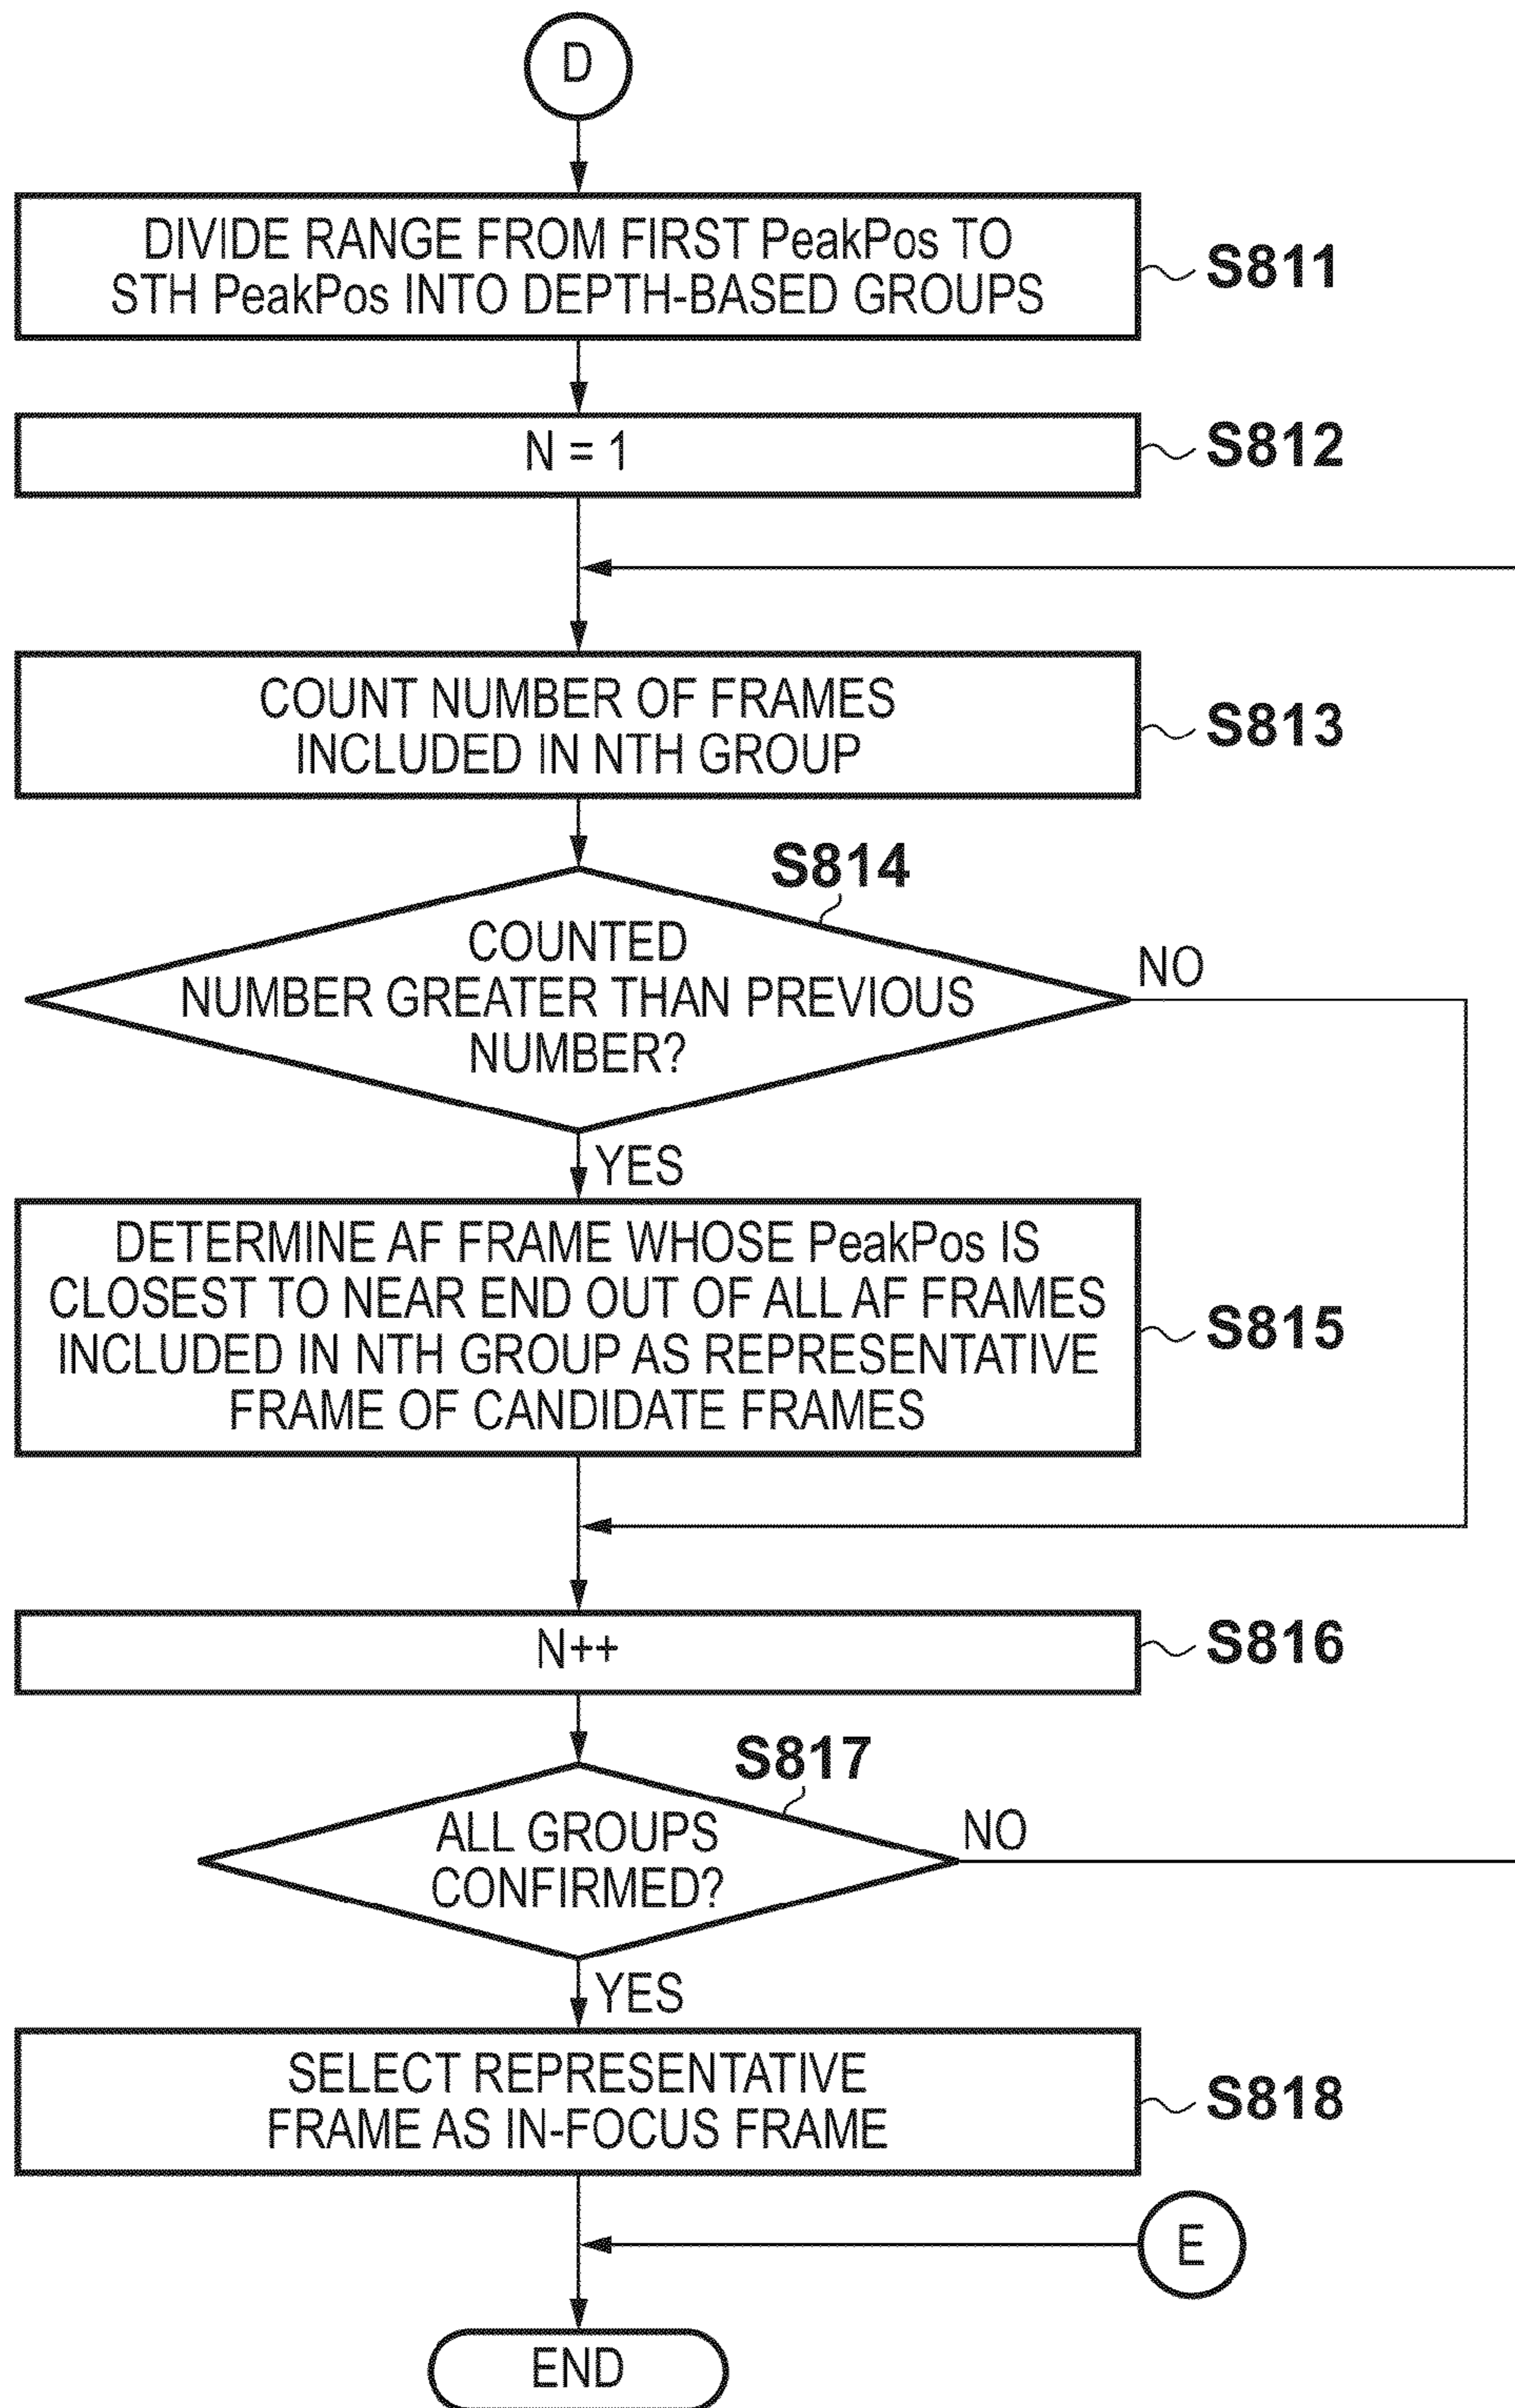 D
DIVIDE RANGE FROM FIRST PeakPos TO
STH PeakPos INTO DEPTH-BASED GROUPS
S811
N = 1
S812
COUNT NUMBER OF FRAMES
INCLUDED IN NTH GROUP
S813
S814
COUNTED
NUMBER GREATER THAN PREVIOUS
NUMBER?
NO
YES
DETERMINE AF FRAME WHOSE PeakPos IS
CLOSEST TO NEAR END OUT OF ALL AF FRAMES
INCLUDED IN NTH GROUP AS REPRESENTATIVE
FRAME OF CANDIDATE FRAMES
S815
N++
S816
S817
ALL GROUPS
CONFIRMED?
NO
YES
SELECT REPRESENTATIVE
FRAME AS IN-FOCUS FRAME
S818
E
END